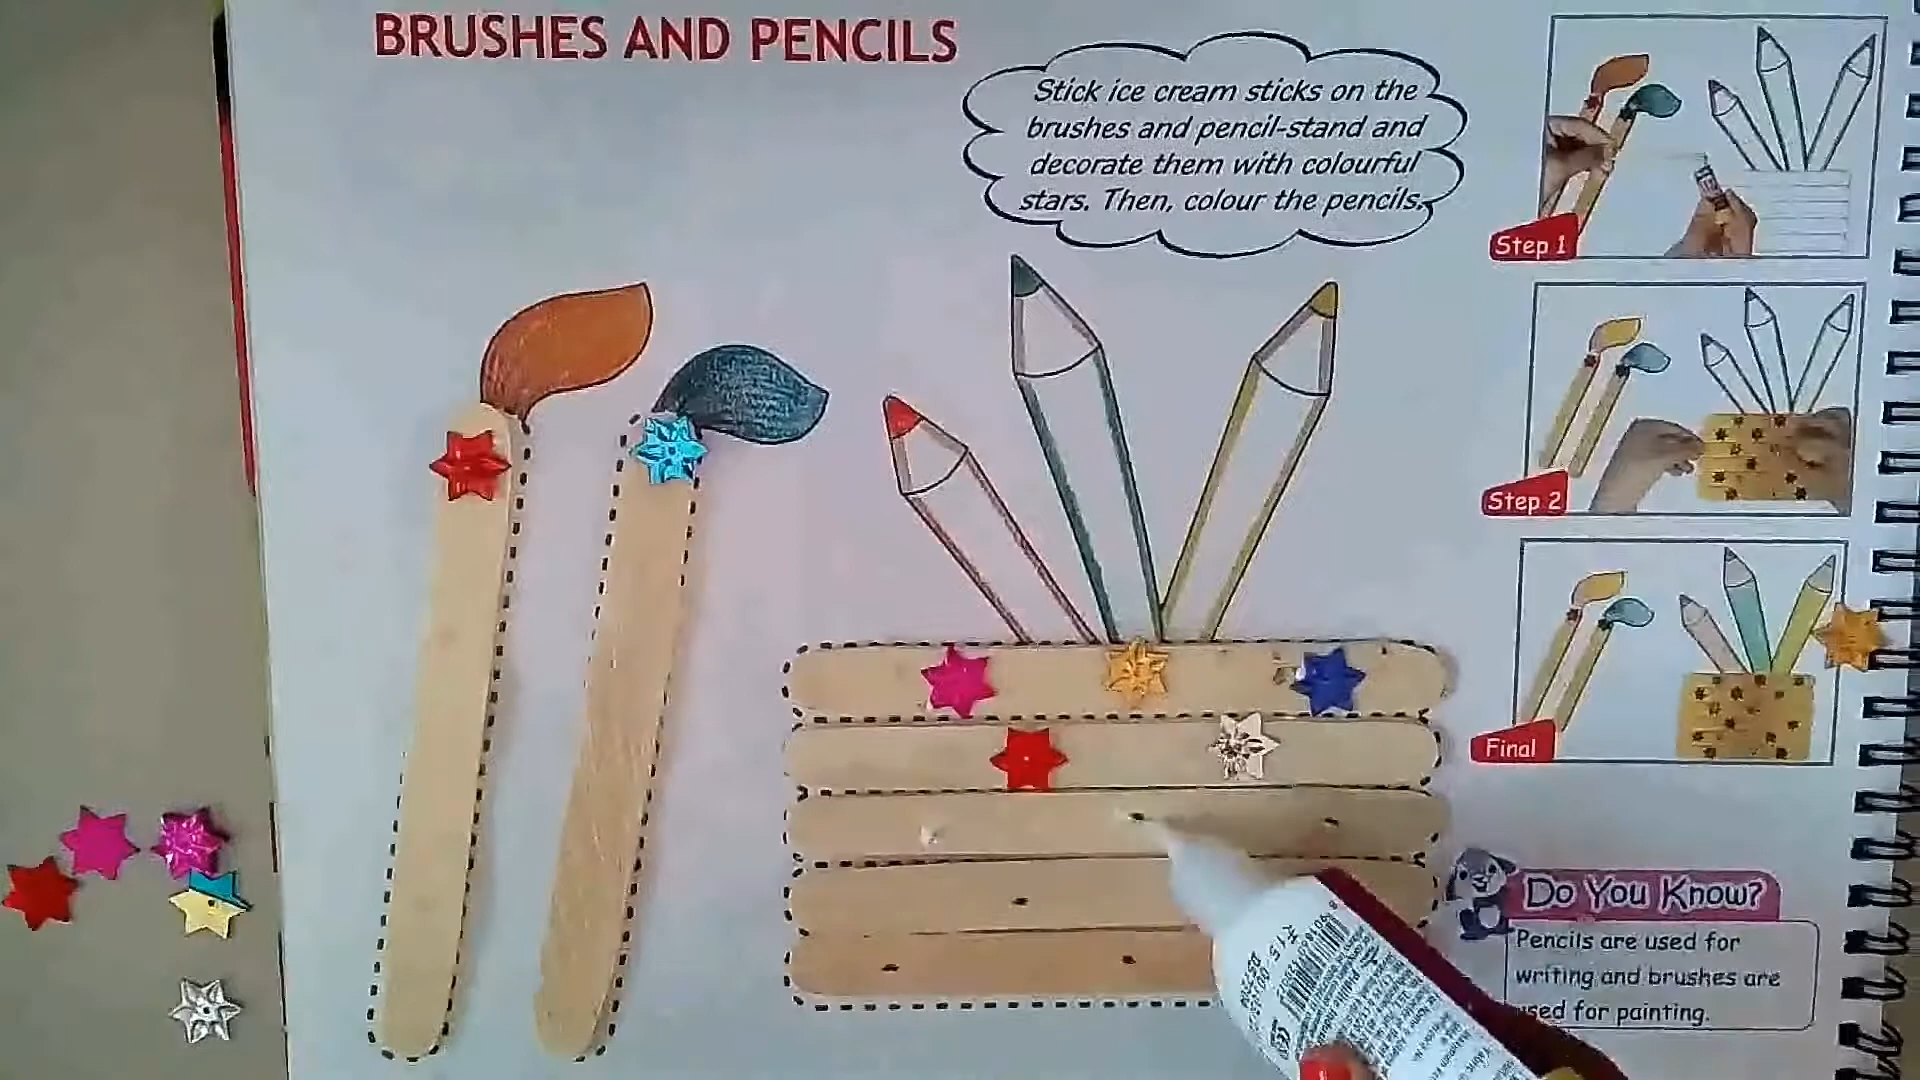 BRUSHES AND PENCILS
Stick ice cream sticks on the
brushes and pencil-stand and
decorate them with colourful
stars. Then, colour the pencils.
Step 1
Step 2
Final
Do You Know?
Pencils are used for
writing and brushes are
used for painting.